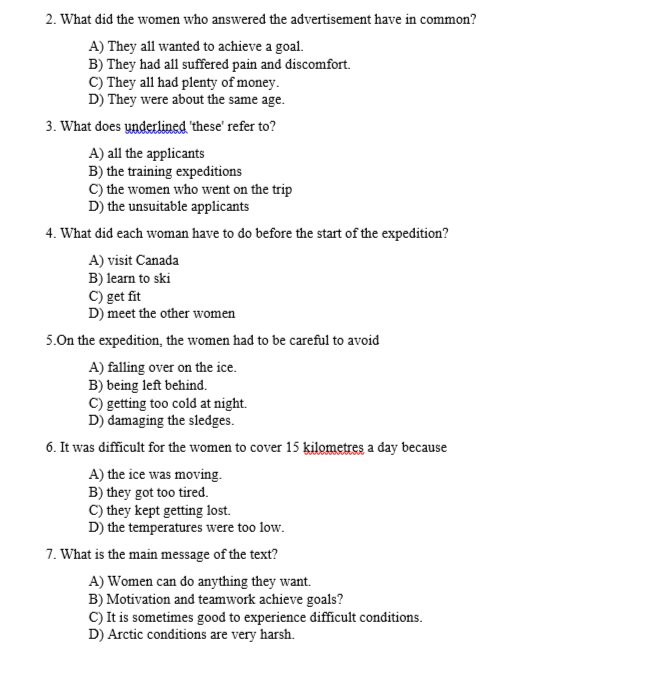 2. What did the women who answered the advertisement have in common?
A) They all wanted to achieve a goal.
B) They had all suffered pain and discomfort.
C) They all had plenty of money.
D) They were about the same age.
3. What does underlined 'these' refer to?
A) all the applicants
B) the training expeditions
C) the women who went on the trip
D) the unsuitable applicants
4. What did each woman have to do before the start of the expedition?
A) visit Canada
B) learn to ski
C) get fit
D) meet the other women
5.On the expedition, the women had to be careful to avoid
A) falling over on the ice.
B) being left behind.
C) getting too cold at night.
D) damaging the sledges.
6. It was difficult for the women to cover 15 kilometres a day because
A) the ice was moving.
B) they got too tired.
C) they kept getting lost.
D) the temperatures were too low.
7. What is the main message of the text?
A) Women can do anything they want.
B) Motivation and teamwork achieve goals?
C) It is sometimes good to experience difficult conditions.
D) Arctic conditions are very harsh.